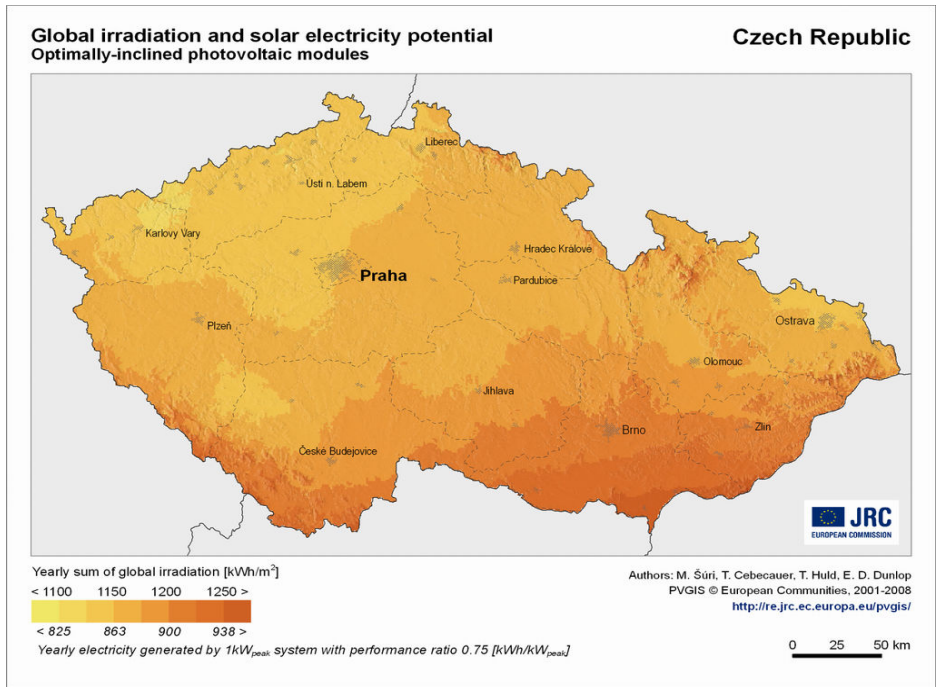 Global irradiation and solar electricity potential
Optimally-inclined photovoltaic modules
Czech Republic
Liberec
Usti n. Labem
Karlovy Vary
Hradec Králové
Praha
Pardubice
Plzeň
Ostrava
Olomouc
Jihlava
Brno
Zlin
České Budejovice
JRC
EUROPEAN COMMISSION
Yearly sum of global irradiation [kWh/m²]
< 1100 1150 1200 1250 >
< 825 863 900 938 >
Yearly electricity generated by 1kWpeak system with performance ratio 0.75 [kWh/kWpeak]
Authors: M. Šúri, T. Cebecauer, T. Huld, E. D. Dunlop
PVGIS © European Communities, 2001-2008
http://re.jrc.ec.europa.eu/pvgis/
0 25 50 km